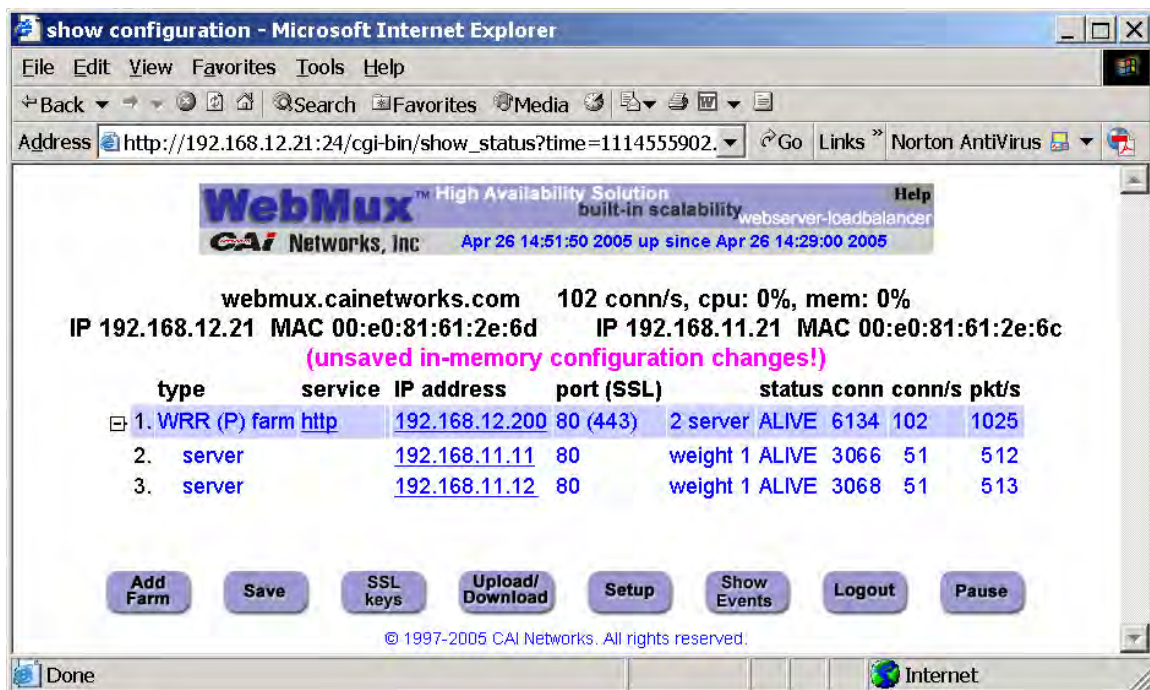 show configuration - Microsoft Internet Explorer
File Edit View Favorites Tools Help
Back Search Favorites Media
Address http://192.168.12.21:24/cgi-bin/show_status?time=1114555902. Go Links » Norton AntiVirus
WebMux™ High Availability Solution Help
built-in scalability webserver-loadbalancer
CAI Networks, Inc Apr 26 14:51:50 2005 up since Apr 26 14:29:00 2005
webmux.cainetworks.com 102 conn/s, cpu: 0%, mem: 0%
IP 192.168.12.21 MAC 00:e0:81:61:2e:6d IP 192.168.11.21 MAC 00:e0:81:61:2e:6c
(unsaved in-memory configuration changes!)
type service IP address port (SSL) status conn conn/s pkt/s
1. WRR (P) farm http 192.168.12.200 80 (443) 2 server ALIVE 6134 102 1025
2. server 192.168.11.11 80 weight 1 ALIVE 3066 51 512
3. server 192.168.11.12 80 weight 1 ALIVE 3068 51 513
Add Farm Save SSL keys Upload/ Download Setup Show Events Logout Pause
© 1997-2005 CAI Networks. All rights reserved.
Done Internet